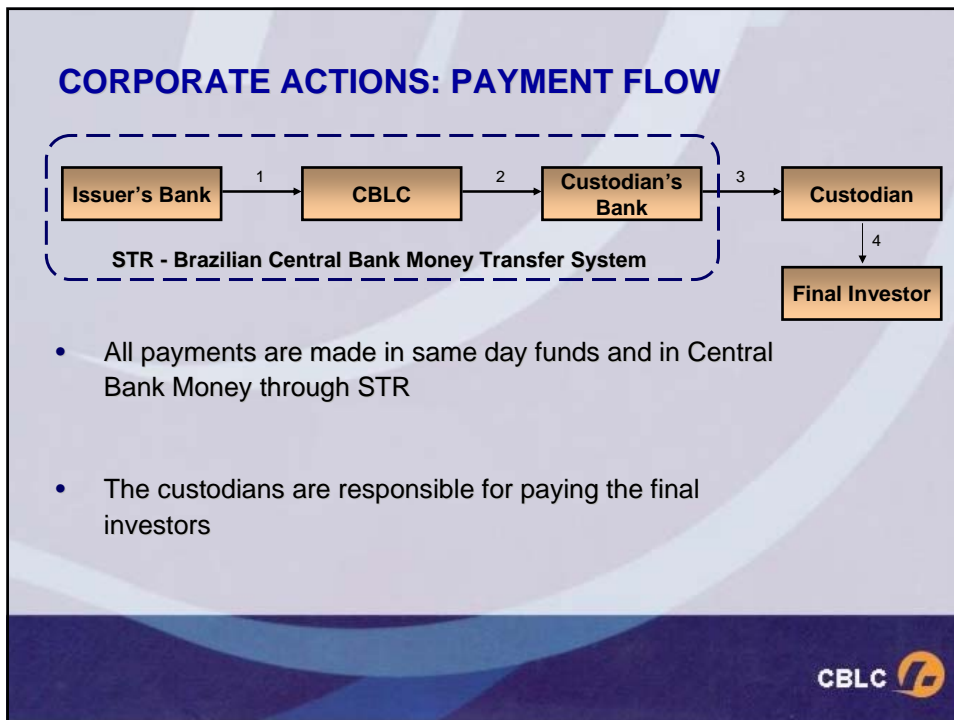 CORPORATE ACTIONS: PAYMENT FLOW
1
2
3
Issuer's Bank
CBLC
Custodian's
Bank
Custodian
4
STR - Brazilian Central Bank Money Transfer System
Final Investor
• All payments are made in same day funds and in Central
Bank Money through STR
• The custodians are responsible for paying the final
investors
CBLC